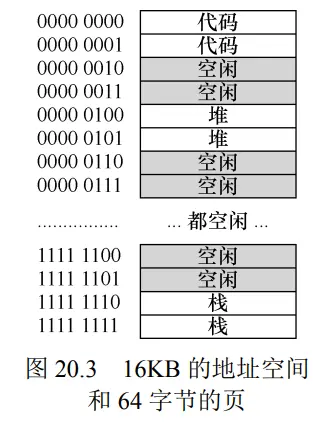 0000 0000 代码
0000 0001 代码
0000 0010 空闲
0000 0011 空闲
0000 0100 堆
0000 0101 堆
0000 0110 空闲
0000 0111 空闲
................ ... 都空闲 ...
1111 1100 空闲
1111 1101 空闲
1111 1110 栈
1111 1111 栈
图 20.3 16KB 的地址空间
和 64 字节的页